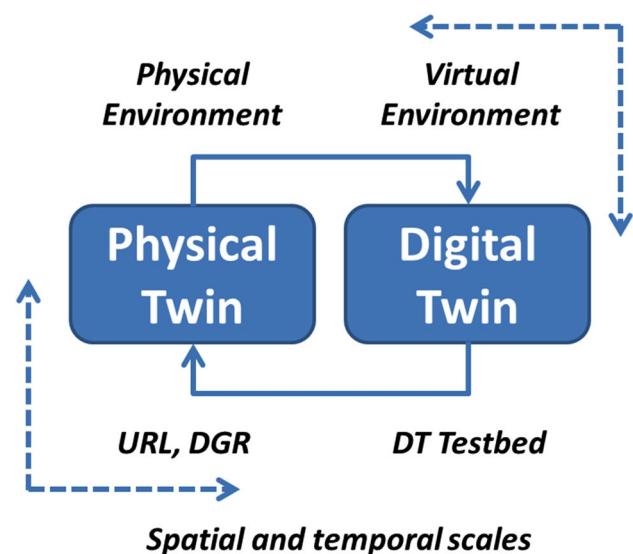 Physical
Environment
Virtual
Environment
Physical
Twin
Digital
Twin
URL, DGR
DT Testbed
Spatial and temporal scales